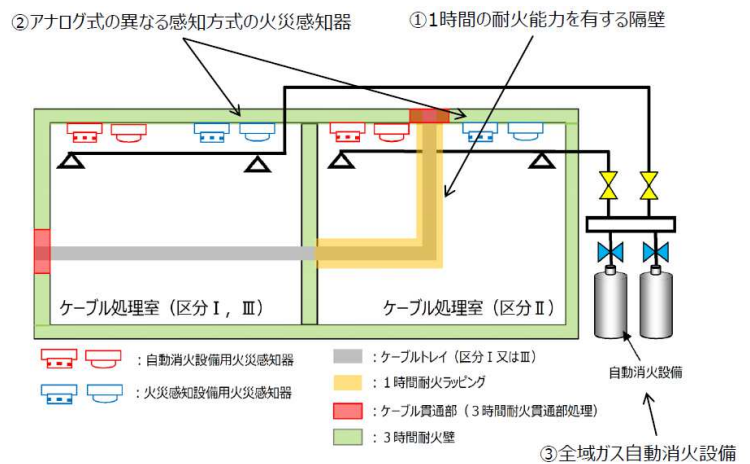 ②アナログ式の異なる感知方式の火災感知器
①1時間の耐火能力を有する隔壁
ケーブル処理室（区分Ⅰ，Ⅲ）
ケーブル処理室（区分Ⅱ）
自動消火設備
：自動消火設備用火災感知器
：火災感知設備用火災感知器
：ケーブルトレイ（区分Ⅰ又はⅢ）
：１時間耐火ラッピング
：ケーブル貫通部（３時間耐火貫通部処理）
：３時間耐火壁
③全域ガス自動消火設備